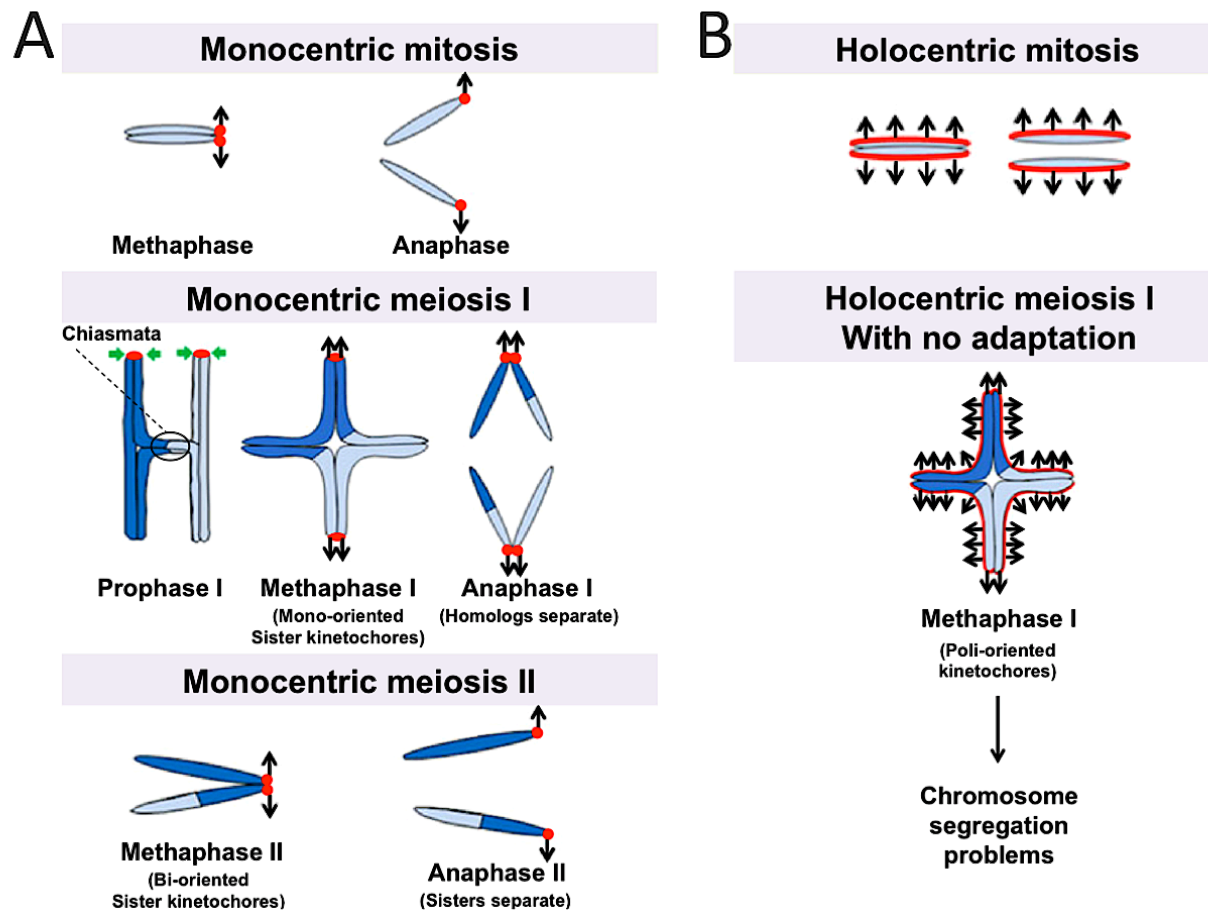 A
Monocentric mitosis
Methaphase
Anaphase
Monocentric meiosis I
Chiasmata
Prophase I
Methaphase I
(Mono-oriented
Sister kinetochores)
Anaphase I
(Homologs separate)
Monocentric meiosis II
Methaphase II
(Bi-oriented
Sister kinetochores)
Anaphase II
(Sisters separate)
B
Holocentric mitosis
Holocentric meiosis I
With no adaptation
Methaphase I
(Poli-oriented
kinetochores)
Chromosome
segregation
problems